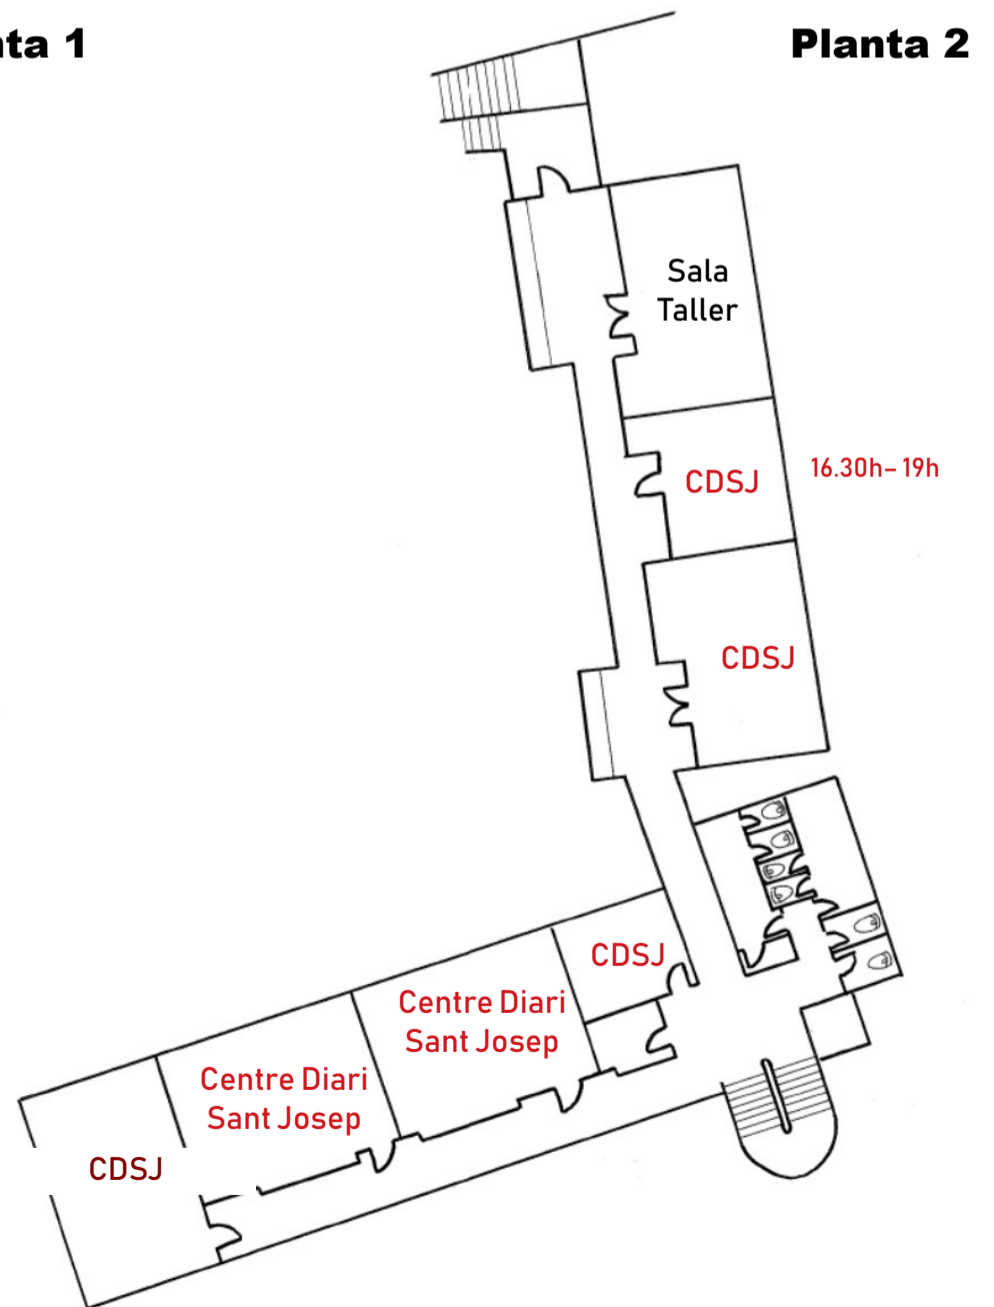 ta 1
Planta 2
Sala
Taller
CDSJ
16.30h– 19h
CDSJ
CDSJ
Centre Diari
Sant Josep
Centre Diari
Sant Josep
CDSJ